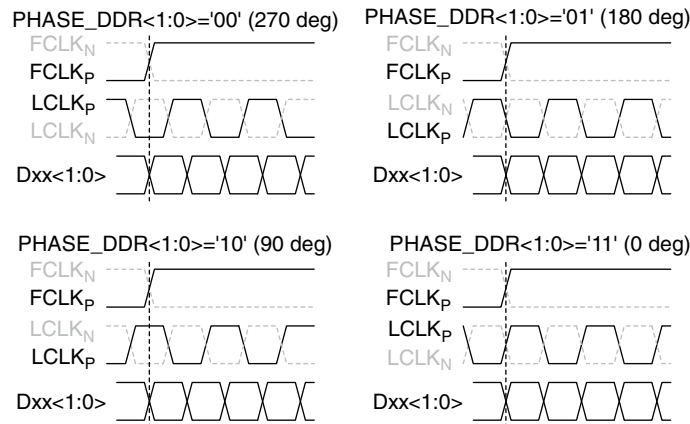 PHASE_DDR<1:0>='00' (270 deg)
FCLKN
FCLKP
LCLKP
LCLKN
Dxx<1:0>
PHASE_DDR<1:0>='01' (180 deg)
FCLKN
FCLKP
LCLKN
LCLKP
Dxx<1:0>
PHASE_DDR<1:0>='10' (90 deg)
FCLKN
FCLKP
LCLKN
LCLKP
Dxx<1:0>
PHASE_DDR<1:0>='11' (0 deg)
FCLKN
FCLKP
LCLKP
LCLKN
Dxx<1:0>